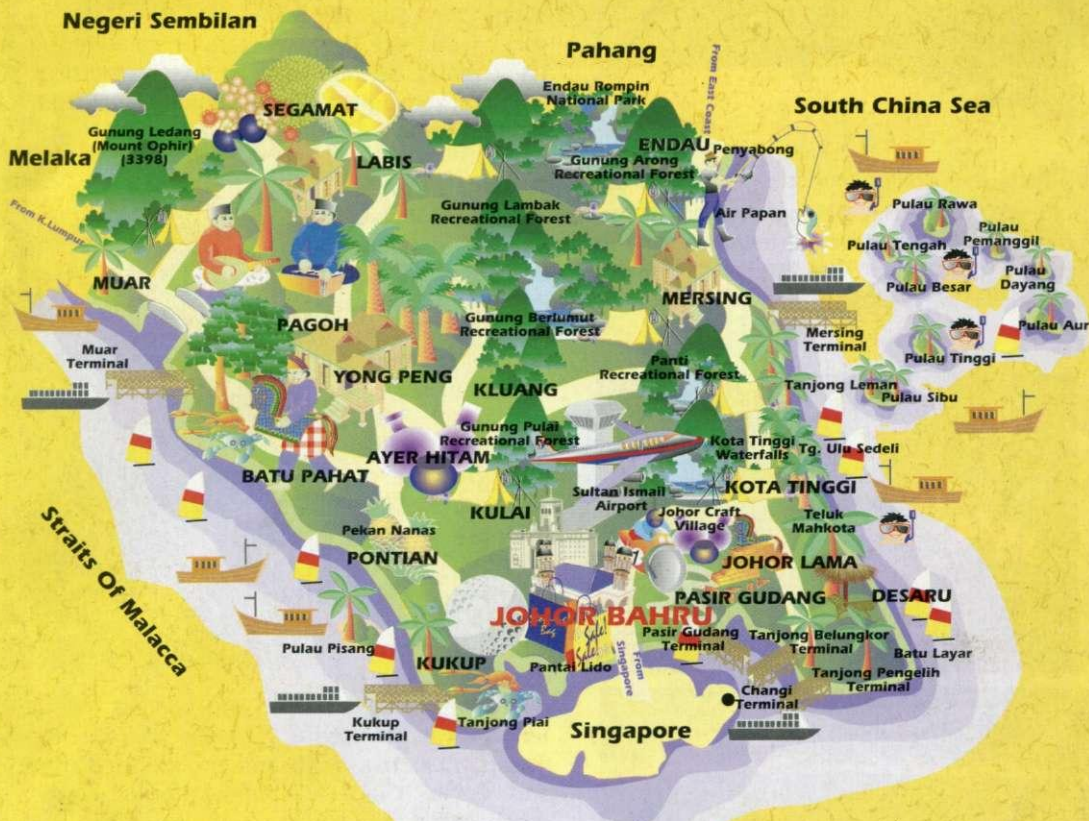 Negeri Sembilan
Pahang
South China Sea
Melaka
Straits Of Malacca
From K.Lumpur
From East Coast
Gunung Ledang
(Mount Ophir)
(3398)
SEGAMAT
LABIS
Endau Rompin
National Park
ENDAU
Penyabong
Gunung Arong
Recreational Forest
Gunung Lambak
Recreational Forest
Air Papan
Pulau Rawa
Pulau Tengah
Pulau
Pemanggil
Pulau Besar
Pulau
Dayang
Pulau Aur
Pulau Tinggi
MUAR
Muar
Terminal
PAGOH
MERSING
Mersing
Terminal
Gunung Berlumut
Recreational Forest
YONG PENG
KLUANG
Panti
Recreational Forest
Tanjong Leman
Pulau Sibu
Gunung Pulai
Recreational Forest
AYER HITAM
BATU PAHAT
Kota Tinggi
Waterfalls
Tg. Ulu Sedeli
KOTA TINGGI
Sultan Ismail
Airport
KULAI
Johor Craft
Village
Teluk
Mahkota
Pekan Nanas
PONTIAN
JOHOR LAMA
PASIR GUDANG
DESARU
JOHOR BAHRU
Bag
Sale!
Sale!
Pasir Gudang
Terminal
Tanjong Belungkor
Terminal
Batu Layar
Pulau Pisang
KUKUP
Pantai Lido
From
Singapore
Tanjong Pengelih
Terminal
Changi
Terminal
Kukup
Terminal
Tanjong Piai
Singapore